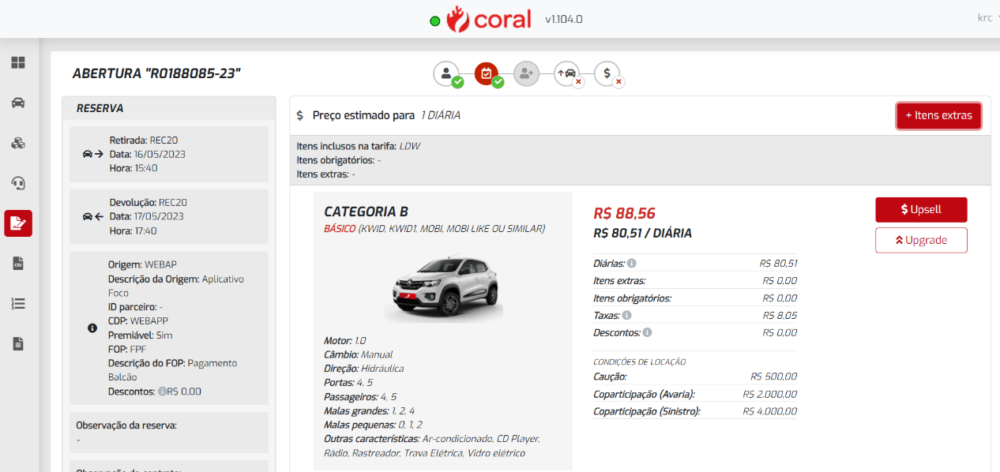 coral v1.104.0
krc
ABERTURA "RO188085-23"
RESERVA
Retirada: REC20
Data: 16/05/2023
Hora: 15:40
Devolução: REC20
Data: 17/05/2023
Hora: 17:40
Origem: WEBAP
Descrição da Origem: Aplicativo
Foco
ID parceiro: -
CDP: WEBAPP
Premiável: Sim
FOP: FPF
Descrição do FOP: Pagamento
Balcão
Descontos: R$ 0,00
Observação da reserva:
-
Observação do contrato:
$ Preço estimado para 1 DIÁRIA
+ Itens extras
Itens inclusos na tarifa: LDW
Itens obrigatórios: -
Itens extras: -
CATEGORIA B
BÁSICO (KWID, KWID1, MOBI, MOBI LIKE OU SIMILAR)
Motor: 1.0
Câmbio: Manual
Direção: Hidráulica
Portas: 4, 5
Passageiros: 4, 5
Malas grandes: 1, 2, 4
Malas pequenas: 0, 1, 2
Outras características: Ar-condicionado, CD Player,
Rádio, Rastreador, Trava Elétrica, Vidro elétrico
R$ 88,56
R$ 80,51 / DIÁRIA
Diárias: R$ 80,51
Itens extras: R$ 0,00
Itens obrigatórios: R$ 0,00
Taxas: R$ 8,05
Descontos: R$ 0,00
CONDIÇÕES DE LOCAÇÃO
Caução: R$ 500,00
Coparticipação (Avaria): R$ 2.000,00
Coparticipação (Sinistro): R$ 4.000,00
$ Upsell
Upgrade